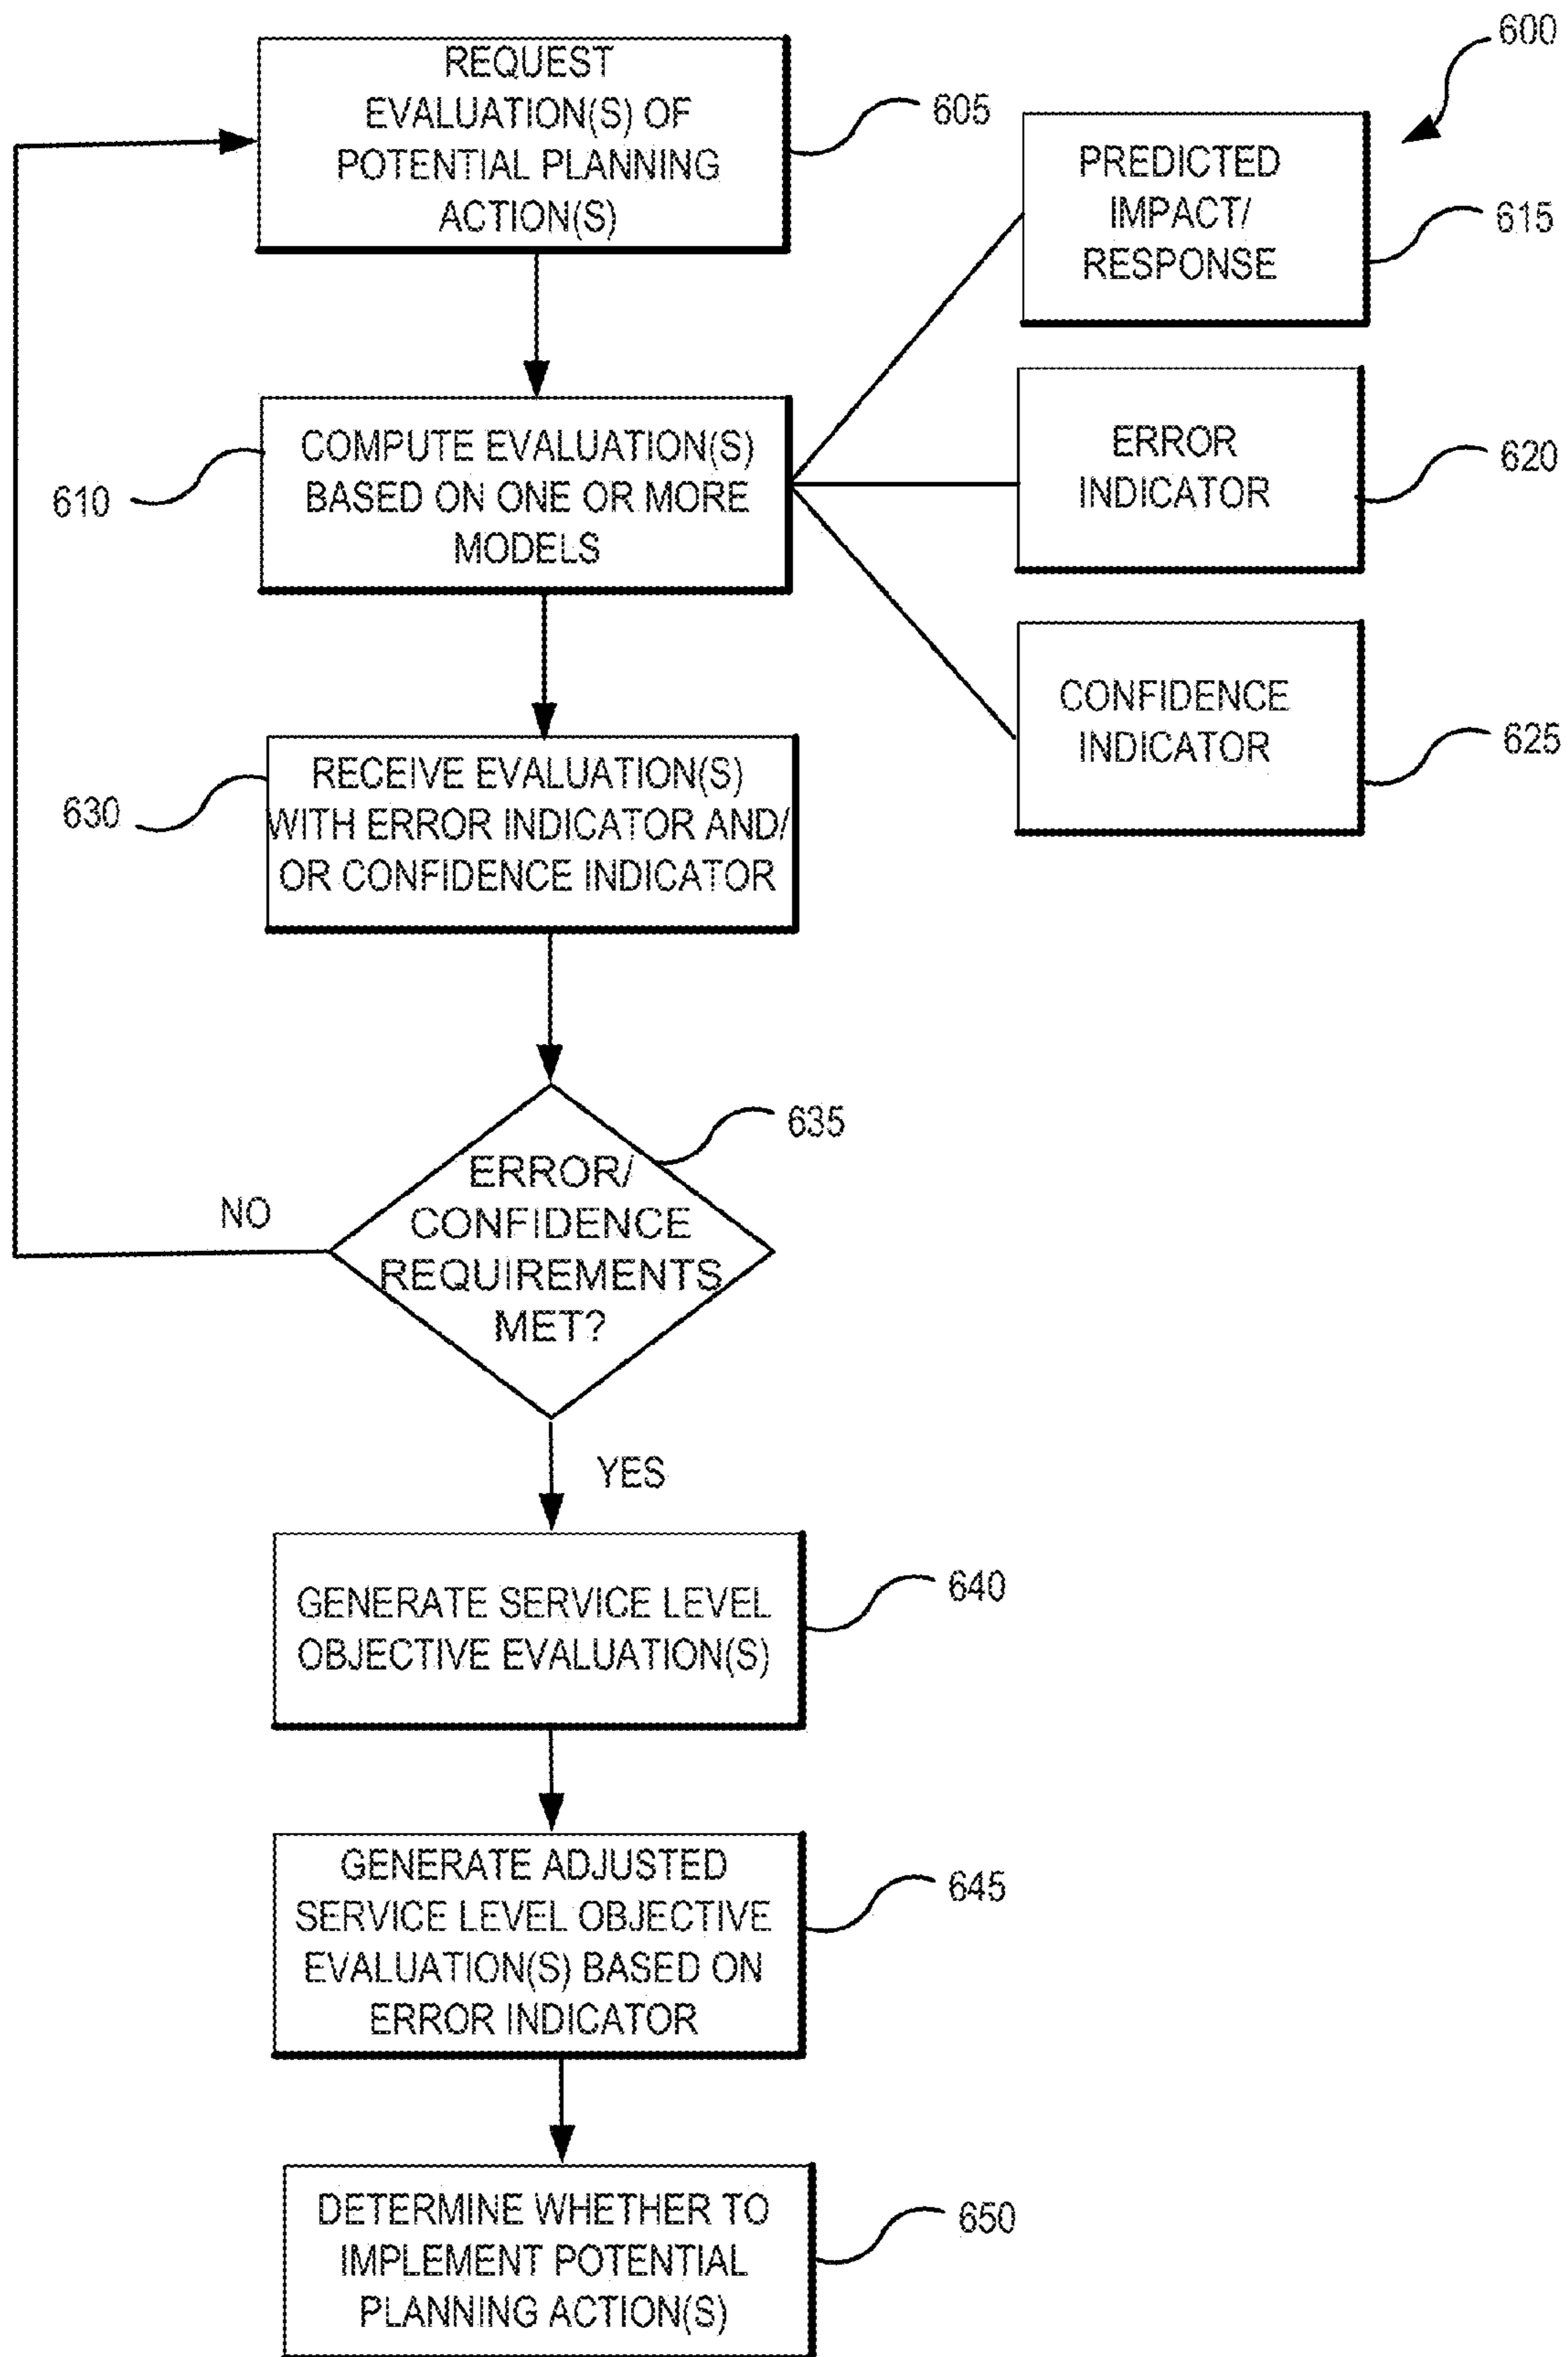 600
REQUEST
EVALUATION(S) OF
POTENTIAL PLANNING
ACTION(S)
605
PREDICTED
IMPACT/
RESPONSE
615
COMPUTE EVALUATION(S)
BASED ON ONE OR MORE
MODELS
610
ERROR
INDICATOR
620
CONFIDENCE
INDICATOR
625
RECEIVE EVALUATION(S)
WITH ERROR INDICATOR AND/
OR CONFIDENCE INDICATOR
630
ERROR/
CONFIDENCE
REQUIREMENTS
MET?
635
NO
YES
GENERATE SERVICE LEVEL
OBJECTIVE EVALUATION(S)
640
GENERATE ADJUSTED
SERVICE LEVEL OBJECTIVE
EVALUATION(S) BASED ON
ERROR INDICATOR
645
DETERMINE WHETHER TO
IMPLEMENT POTENTIAL
PLANNING ACTION(S)
650